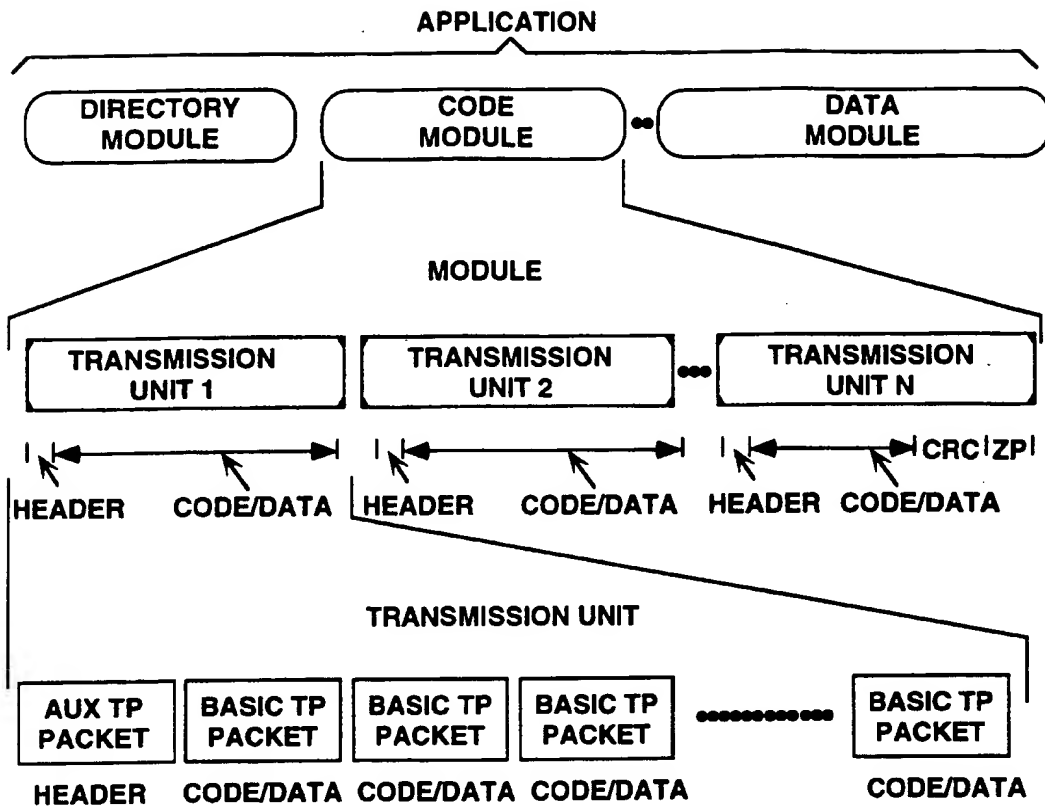 APPLICATION
DIRECTORY MODULE
CODE MODULE
DATA MODULE
MODULE
TRANSMISSION UNIT 1
TRANSMISSION UNIT 2
TRANSMISSION UNIT N
CRC ZP
HEADER CODE/DATA HEADER CODE/DATA HEADER CODE/DATA
TRANSMISSION UNIT
AUX TP PACKET
BASIC TP PACKET
BASIC TP PACKET
BASIC TP PACKET
BASIC TP PACKET
HEADER CODE/DATA CODE/DATA CODE/DATA CODE/DATA